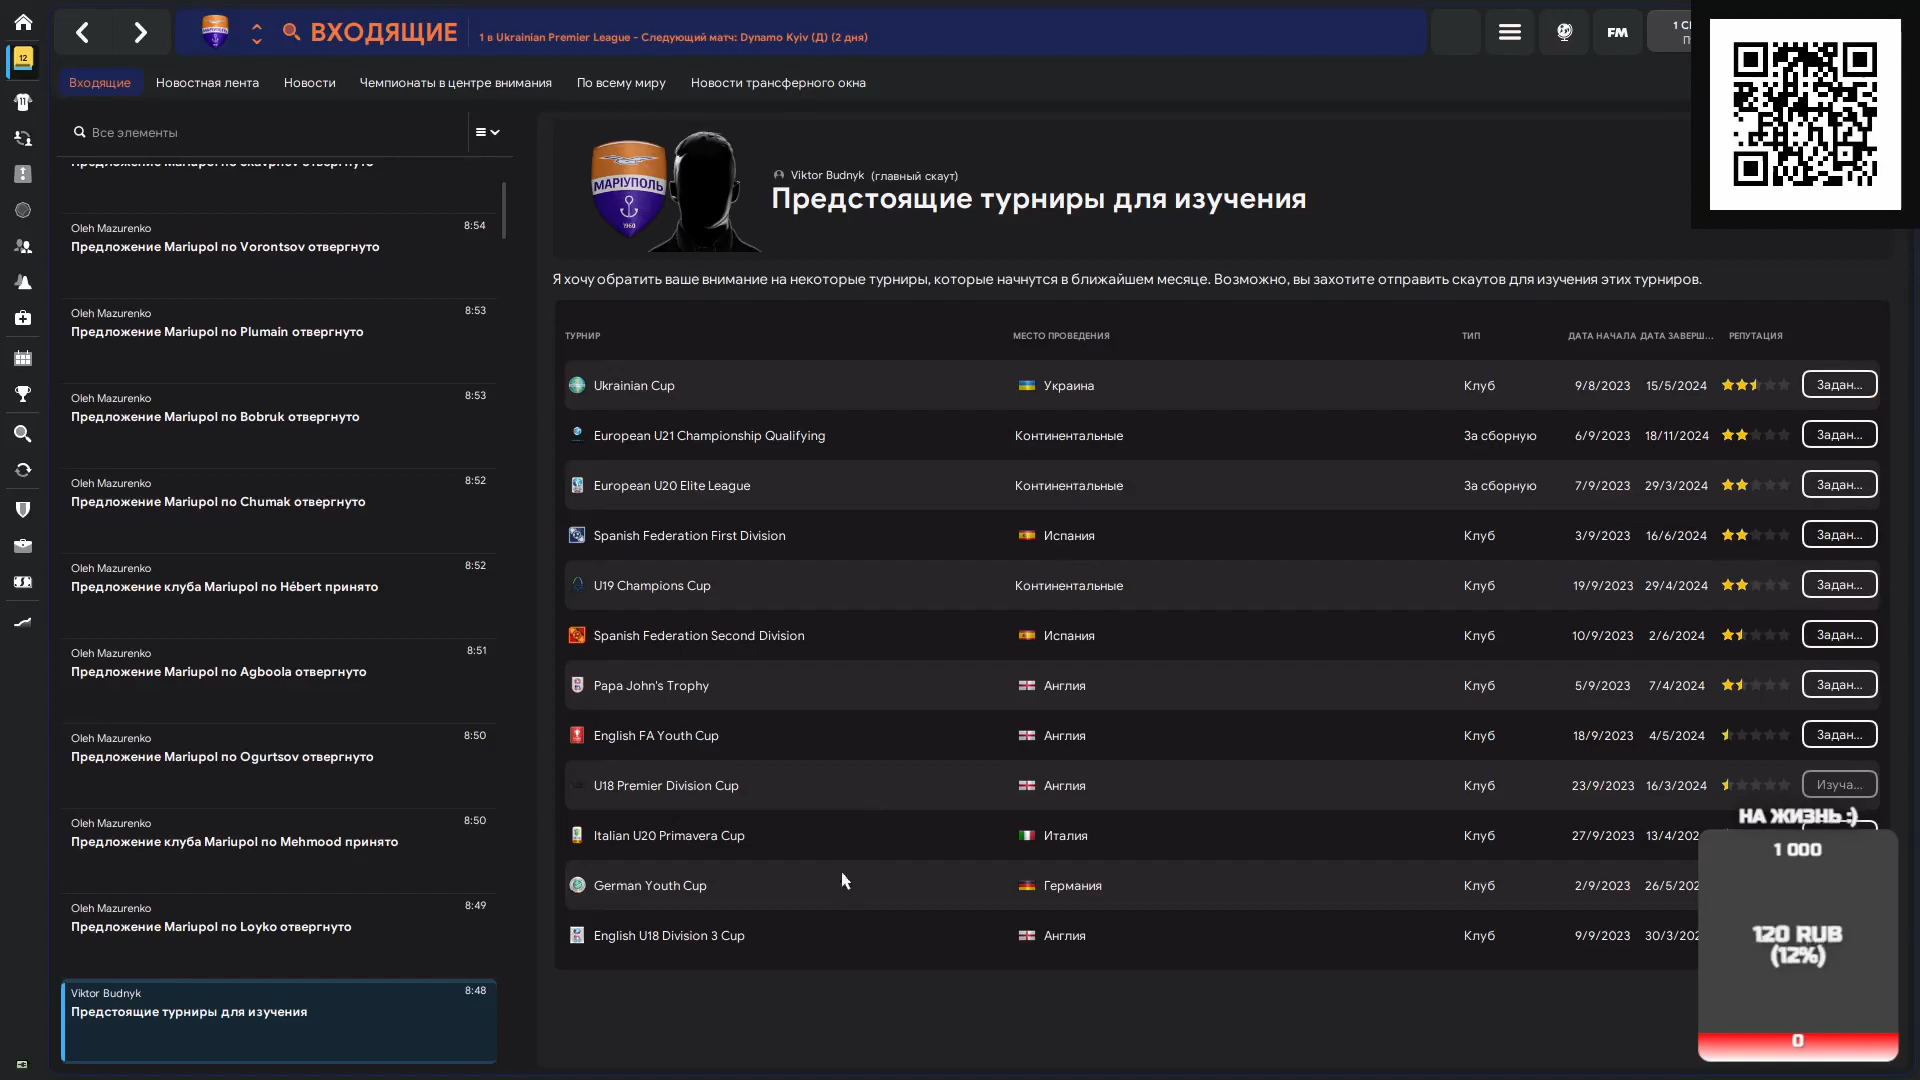 12
ВХОДЯЩИЕ
1 в Ukrainian Premier League - Следующий матч: Dynamo Kyiv (Д) (2 дня)
FM
Входящие
Новостная лента
Новости
Чемпионаты в центре внимания
По всему миру
Новости трансферного окна
Все элементы
Oleh Mazurenko 8:54
Предложение Mariupol по Vorontsov отвергнуто
Oleh Mazurenko 8:53
Предложение Mariupol по Plumain отвергнуто
Oleh Mazurenko 8:53
Предложение Mariupol по Bobruk отвергнуто
Oleh Mazurenko 8:52
Предложение Mariupol по Chumak отвергнуто
Oleh Mazurenko 8:52
Предложение клуба Mariupol по Hébert принято
Oleh Mazurenko 8:51
Предложение Mariupol по Agboola отвергнуто
Oleh Mazurenko 8:50
Предложение Mariupol по Ogurtsov отвергнуто
Oleh Mazurenko 8:50
Предложение клуба Mariupol по Mehmood принято
Oleh Mazurenko 8:49
Предложение Mariupol по Loyko отвергнуто
Viktor Budnyk 8:48
Предстоящие турниры для изучения
МАРІУПОЛЬ
1960
Viktor Budnyk (главный скаут)
Предстоящие турниры для изучения
Я хочу обратить ваше внимание на некоторые турниры, которые начнутся в ближайшем месяце. Возможно, вы захотите отправить скаутов для изучения этих турниров.
ТУРНИР МЕСТО ПРОВЕДЕНИЯ ТИП ДАТА НАЧАЛА ДАТА ЗАВЕРШ... РЕПУТАЦИЯ
Ukrainian Cup Украина Клуб 9/8/2023 15/5/2024 Задан...
European U21 Championship Qualifying Континентальные За сборную 6/9/2023 18/11/2024 Задан...
European U20 Elite League Континентальные За сборную 7/9/2023 29/3/2024 Задан...
Spanish Federation First Division Испания Клуб 3/9/2023 16/6/2024 Задан...
U19 Champions Cup Континентальные Клуб 19/9/2023 29/4/2024 Задан...
Spanish Federation Second Division Испания Клуб 10/9/2023 2/6/2024 Задан...
Papa John's Trophy Англия Клуб 5/9/2023 7/4/2024 Задан...
English FA Youth Cup Англия Клуб 18/9/2023 4/5/2024 Задан...
U18 Premier Division Cup Англия Клуб 23/9/2023 16/3/2024 Изуча...
Italian U20 Primavera Cup Италия Клуб 27/9/2023 13/4/202
German Youth Cup Германия Клуб 2/9/2023 26/5/202
English U18 Division 3 Cup Англия Клуб 9/9/2023 30/3/202
НА ЖИЗНЬ :)
1 000
120 RUB
(12%)
0